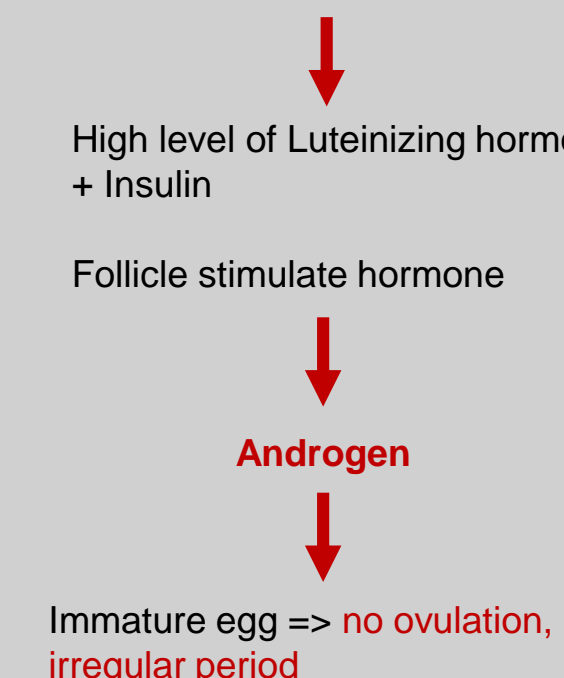 High level of Luteinizing
+ Insulin
Follicle stimulate hormone
Androgen
Immature egg => no ovulation,
irregular period